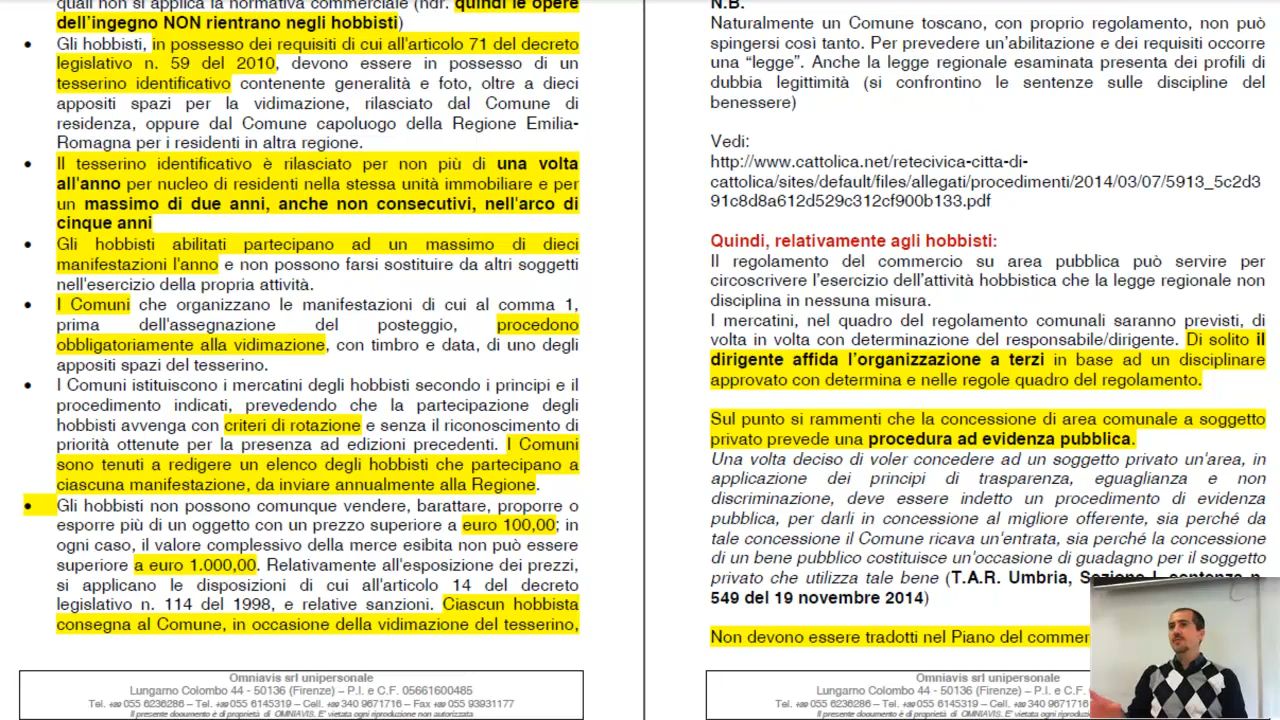 quali non si applica la normativa commerciale (ndr. quindi le opere
dell'ingegno NON rientrano negli hobbisti)
• Gli hobbisti, in possesso dei requisiti di cui all'articolo 71 del decreto
legislativo n. 59 del 2010, devono essere in possesso di un
tesserino identificativo contenente generalità e foto, oltre a dieci
appositi spazi per la vidimazione, rilasciato dal Comune di
residenza, oppure dal Comune capoluogo della Regione Emilia-
Romagna per i residenti in altra regione.
• Il tesserino identificativo è rilasciato per non più di una volta
all'anno per nucleo di residenti nella stessa unità immobiliare e per
un massimo di due anni, anche non consecutivi, nell'arco di
cinque anni
• Gli hobbisti abilitati partecipano ad un massimo di dieci
manifestazioni l'anno e non possono farsi sostituire da altri soggetti
nell'esercizio della propria attività.
• I Comuni che organizzano le manifestazioni di cui al comma 1,
prima dell'assegnazione del posteggio, procedono
obbligatoriamente alla vidimazione, con timbro e data, di uno degli
appositi spazi del tesserino.
• I Comuni istituiscono i mercatini degli hobbisti secondo i principi e il
procedimento indicati, prevedendo che la partecipazione degli
hobbisti avvenga con criteri di rotazione e senza il riconoscimento di
priorità ottenute per la presenza ad edizioni precedenti. I Comuni
sono tenuti a redigere un elenco degli hobbisti che partecipano a
ciascuna manifestazione, da inviare annualmente alla Regione.
• Gli hobbisti non possono comunque vendere, barattare, proporre o
esporre più di un oggetto con un prezzo superiore a euro 100,00; in
ogni caso, il valore complessivo della merce esibita non può essere
superiore a euro 1.000,00. Relativamente all'esposizione dei prezzi,
si applicano le disposizioni di cui all'articolo 14 del decreto
legislativo n. 114 del 1998, e relative sanzioni. Ciascun hobbista
consegna al Comune, in occasione della vidimazione del tesserino,
Omniavis srl unipersonale
Lungarno Colombo 44 - 50136 (Firenze) – P.I. e C.F. 05661600485
Tel. +39 055 6236286 – Tel. +39 055 6145319 – Cell. +39 340 9671716 – Fax +39 055 93931177
Il presente documento è di proprietà di OMNIAVIS. E' vietata ogni riproduzione non autorizzata
N.B.
Naturalmente un Comune toscano, con proprio regolamento, non può
spingersi così tanto. Per prevedere un'abilitazione e dei requisiti occorre
una "legge". Anche la legge regionale esaminata presenta dei profili di
dubbia legittimità (si confrontino le sentenze sulle discipline del
benessere)
Vedi:
http://www.cattolica.net/retecivica-citta-di-
cattolica/sites/default/files/allegati/procedimenti/2014/03/07/5913_5c2d3
91c8d8a612d529c312cf900b133.pdf
Quindi, relativamente agli hobbisti:
Il regolamento del commercio su area pubblica può servire per
circoscrivere l'esercizio dell'attività hobbistica che la legge regionale non
disciplina in nessuna misura.
I mercatini, nel quadro del regolamento comunali saranno previsti, di
volta in volta con determinazione del responsabile/dirigente. Di solito il
dirigente affida l'organizzazione a terzi in base ad un disciplinare
approvato con determina e nelle regole quadro del regolamento.
Sul punto si rammenti che la concessione di area comunale a soggetto
privato prevede una procedura ad evidenza pubblica.
Una volta deciso di voler concedere ad un soggetto privato un'area, in
applicazione dei principi di trasparenza, eguaglianza e non
discriminazione, deve essere indetto un procedimento di evidenza
pubblica, per darli in concessione al migliore offerente, sia perché da
tale concessione il Comune ricava un'entrata, sia perché la concessione
di un bene pubblico costituisce un'occasione di guadagno per il soggetto
privato che utilizza tale bene (T.A.R. Umbria, Sezione I, sentenza n.
549 del 19 novembre 2014)
Non devono essere tradotti nel Piano del commer
Omniavis srl unipersonale
Lungarno Colombo 44 - 50136 (Firenze) – P.I. e C.F.
Tel. +39 055 6236286 – Tel. +39 055 6145319 – Cell. +39 340 9671716
Il presente documento è di proprietà di OMNIAVIS. E' vietata ogni riproduz